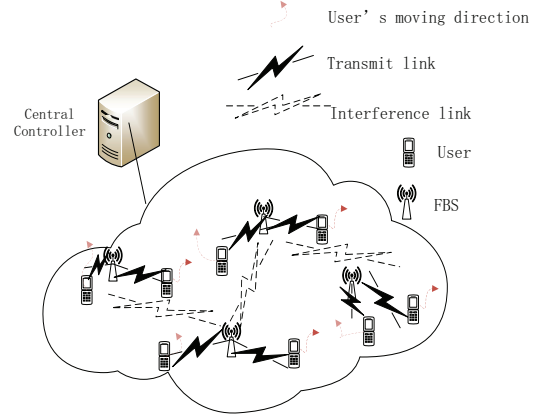 User's moving direction
Transmit link
Interference link
Central
Controller
User
FBS